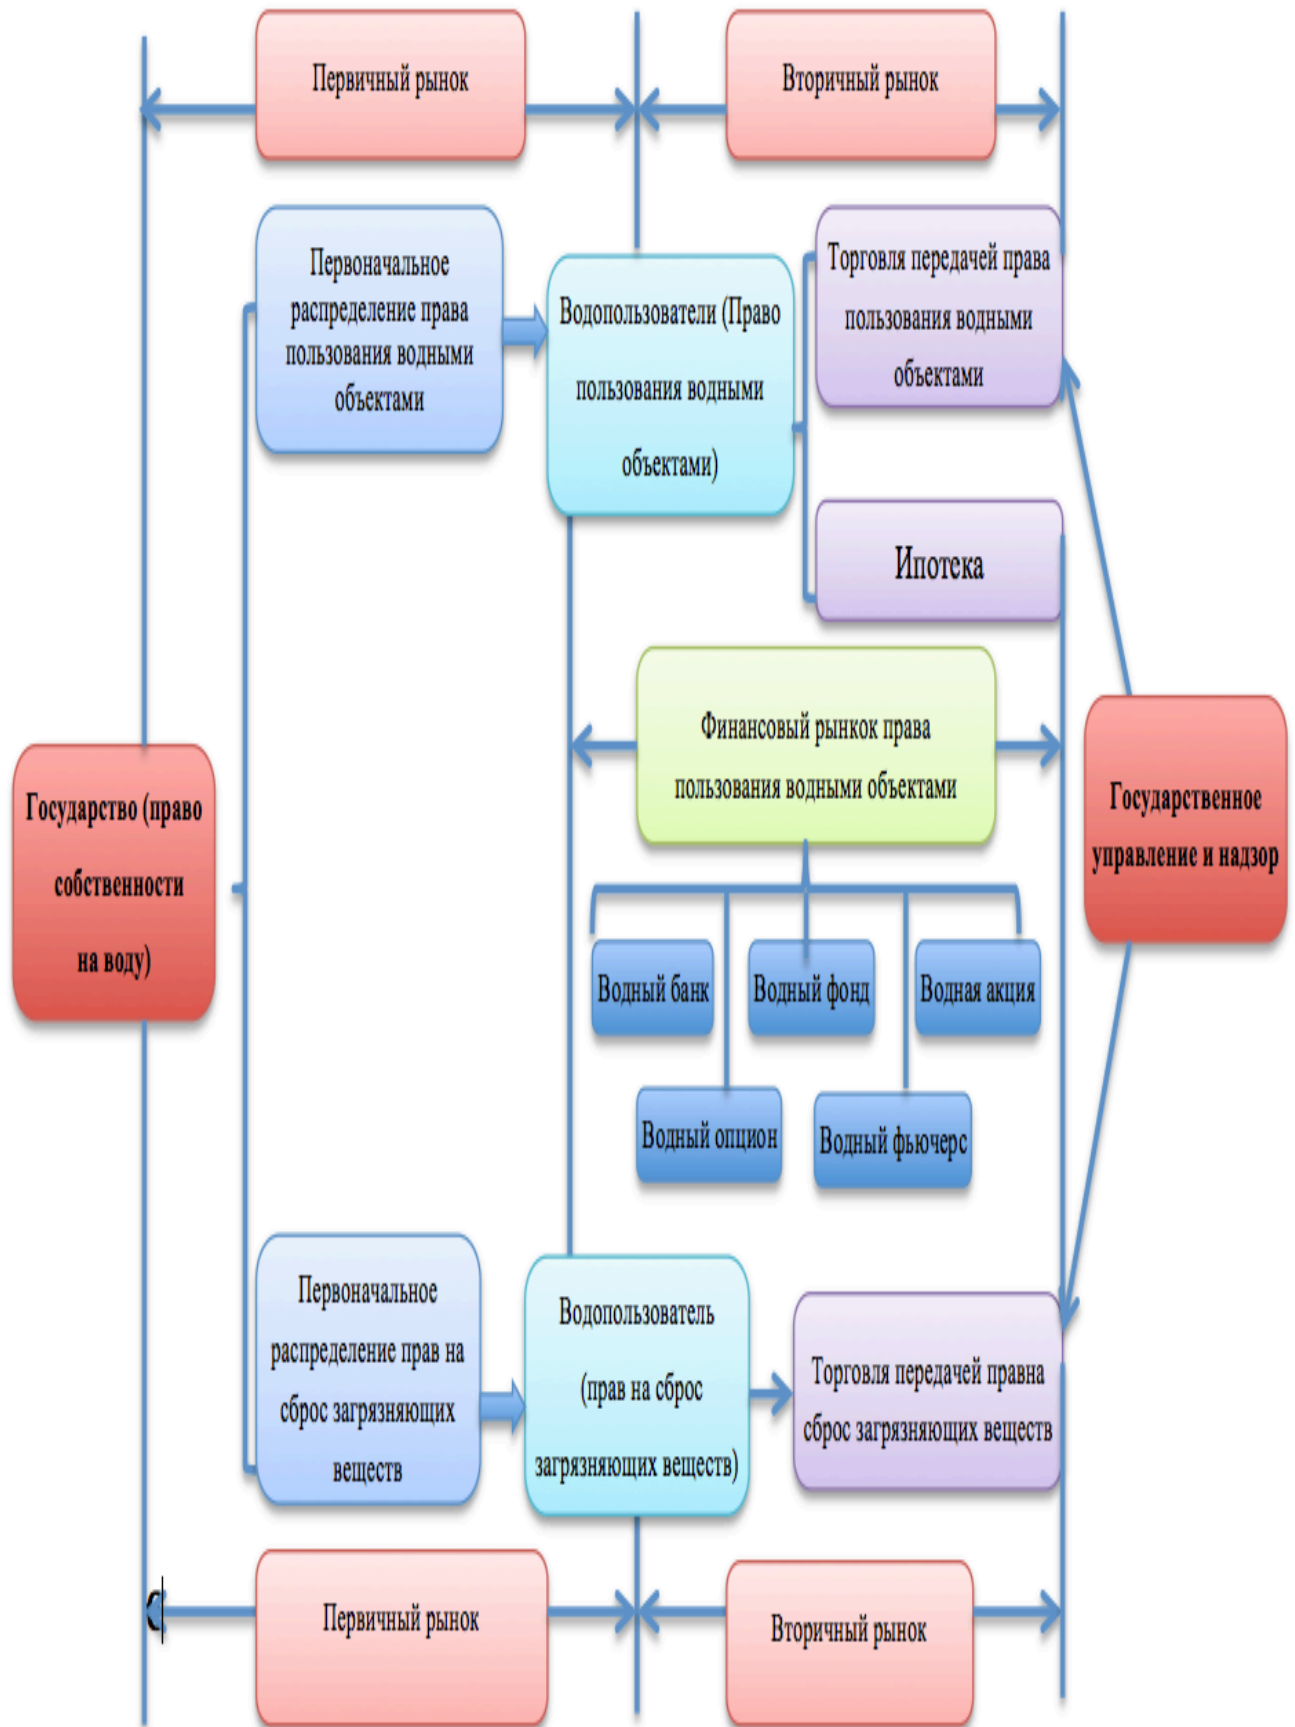 Первичный рынок
Вторичный рынок
Первоначальное
распределение права
пользования водными
объектами
Водопользователи (Право
пользования водными
объектами)
Торговля передачей права
пользования водными
объектами
Ипотека
Финансовый рынкок права
пользования водными объектами
Государство (право
собственности
на воду)
Государственное
управление и надзор
Водный банк
Водный фонд
Водная акция
Водный опцион
Водный фьючерс
Первоначальное
распределение прав на
сброс загрязняющих
веществ
Водопользователь
(прав на сброс
загрязняющих веществ)
Торговля передачей правна
сброс загрязняющих веществ
Первичный рынок
Вторичный рынок